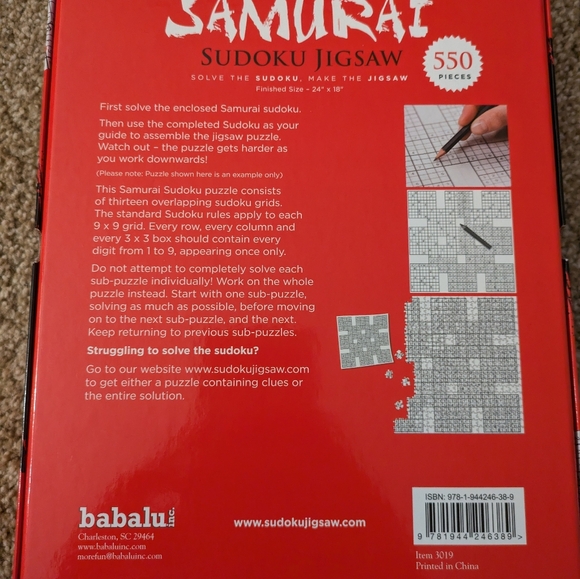 SAMURAI
SUDOKU JIGSAW
SOLVE THE SUDOKU, MAKE THE JIGSAW
Finished Size – 24" x 18"
550
PIECES
First solve the enclosed Samurai sudoku.
Then use the completed Sudoku as your
guide to assemble the jigsaw puzzle.
Watch out – the puzzle gets harder as
you work downwards!
(Please note: Puzzle shown here is an example only)
This Samurai Sudoku puzzle consists
of thirteen overlapping sudoku grids.
The standard Sudoku rules apply to each
9 x 9 grid. Every row, every column and
every 3 x 3 box should contain every
digit from 1 to 9, appearing once only.
Do not attempt to completely solve each
sub-puzzle individually! Work on the whole
puzzle instead. Start with one sub-puzzle,
solving as much as possible, before moving
on to the next sub-puzzle, and the next.
Keep returning to previous sub-puzzles.
Struggling to solve the sudoku?
Go to our website www.sudokujigsaw.com
to get either a puzzle containing clues or
the entire solution.
babalu inc.
Charleston, SC 29464
www.babaluinc.com
morefun@babaluinc.com
www.sudokujigsaw.com
ISBN: 978-1-944246-38-9
9 781944 246389 >
Item 3019
Printed in China